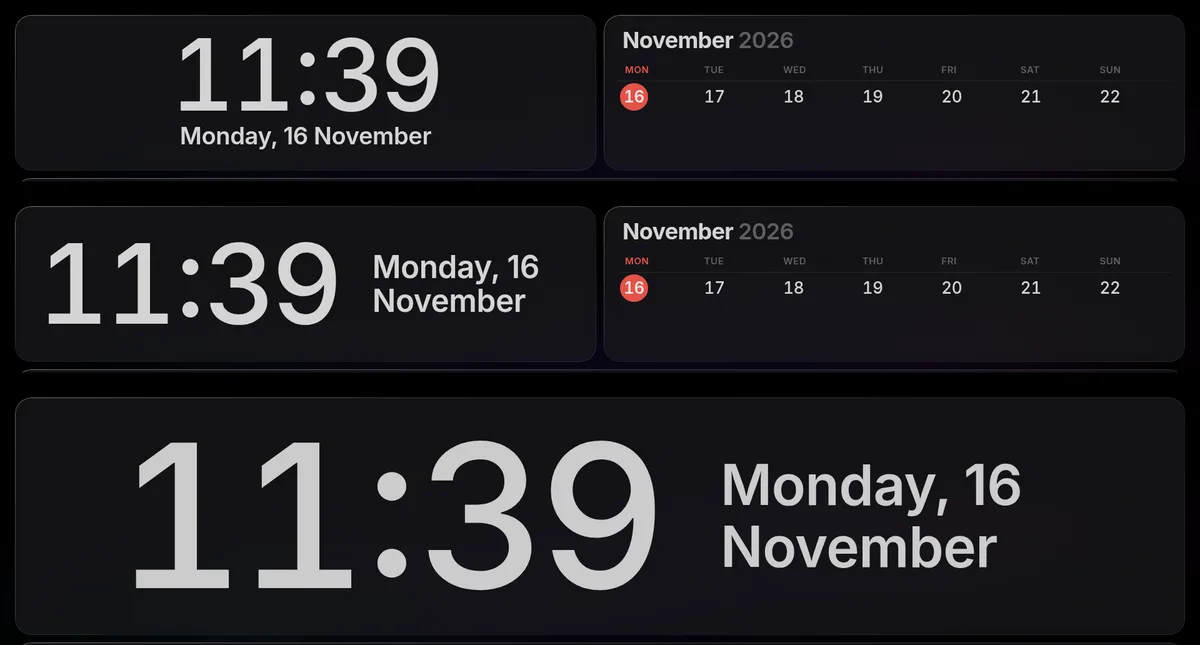 11:39
Monday, 16 November
November 2026
MON TUE WED THU FRI SAT SUN
16 17 18 19 20 21 22
11:39
Monday, 16
November
November 2026
MON TUE WED THU FRI SAT SUN
16 17 18 19 20 21 22
11:39
Monday, 16
November